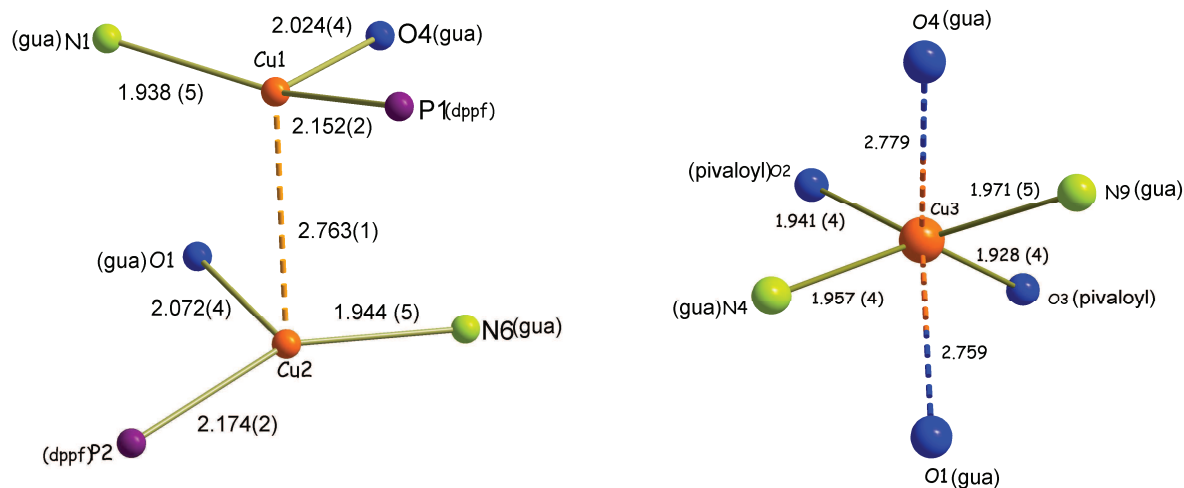 2.024(4)
(gua)N1
O4(gua)
Cu1
1.938 (5)
P1(dppf)
2.152(2)
2.763(1)
(gua)O1
2.072(4)
1.944 (5)
N6(gua)
Cu2
2.174(2)
(dppf)P2
O4(gua)
2.779
(pivaloyl)O2
1.971 (5)
N9(gua)
1.941 (4)
Cu3
1.928 (4)
(gua)N4
1.957 (4)
O3(pivaloyl)
2.759
O1(gua)